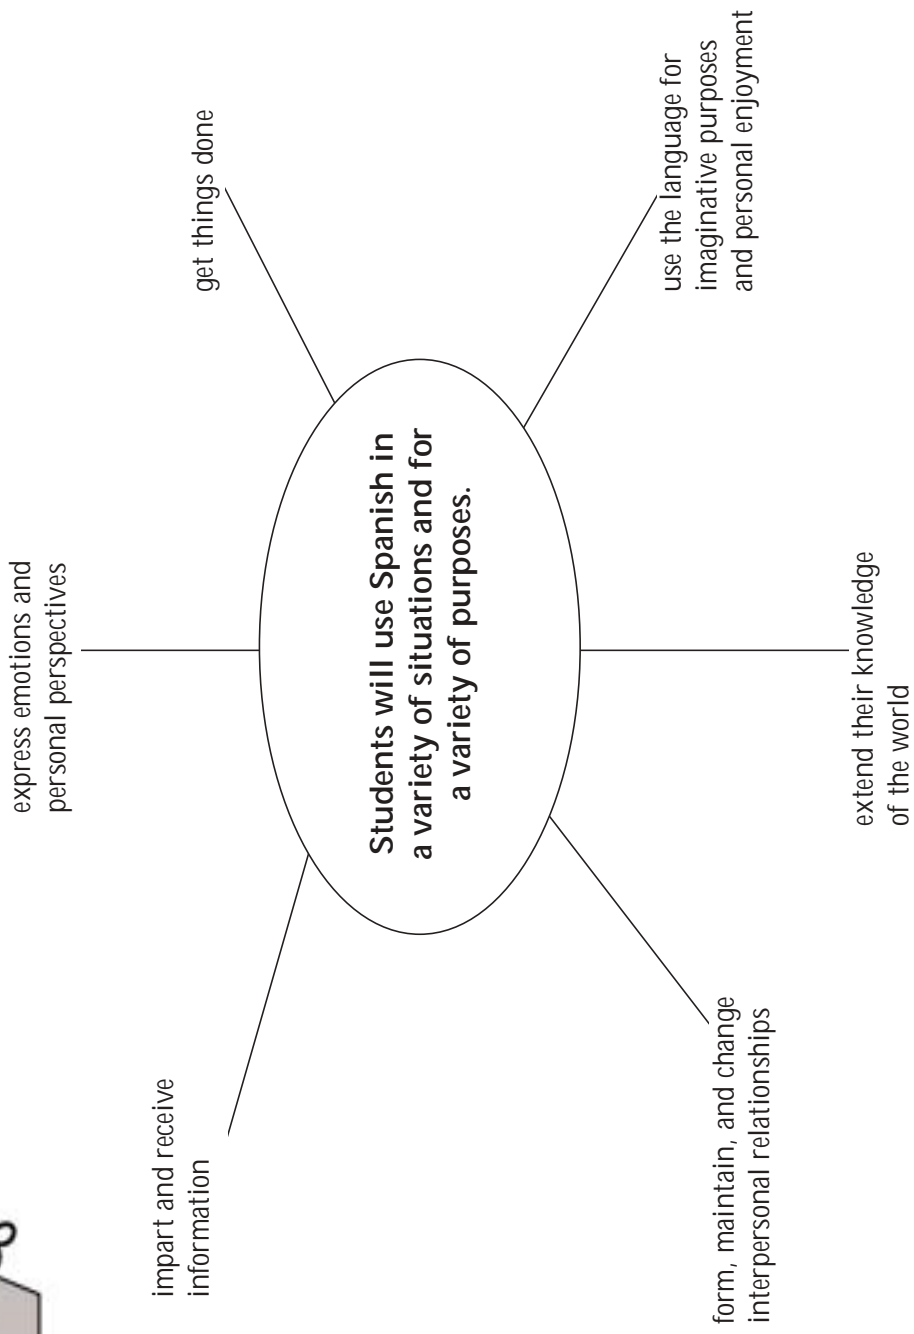 express emotions and
personal perspectives
impart and receive
information
get things done
Students will use Spanish in
a variety of situations and for
a variety of purposes.
form, maintain, and change
interpersonal relationships
use the language for
imaginative purposes
and personal enjoyment
extend their knowledge
of the world